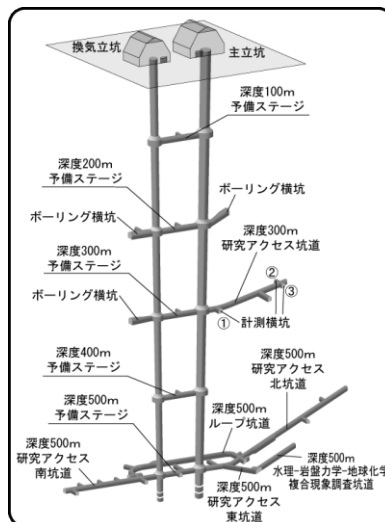 換気立坑
主立坑
深度100m
予備ステージ
深度200m
予備ステージ
ボーリング横坑
ボーリング横坑
深度300m
研究アクセス坑道
深度300m
予備ステージ
②
③
ボーリング横坑
①
計測横坑
深度400m
予備ステージ
深度500m
研究アクセス
北坑道
深度500m
予備ステージ
深度500m
ループ坑道
深度500m
研究アクセス
南坑道
深度500m
水理-岩盤力学-地球化学
複合現象調査坑道
深度500m
研究アクセス
東坑道